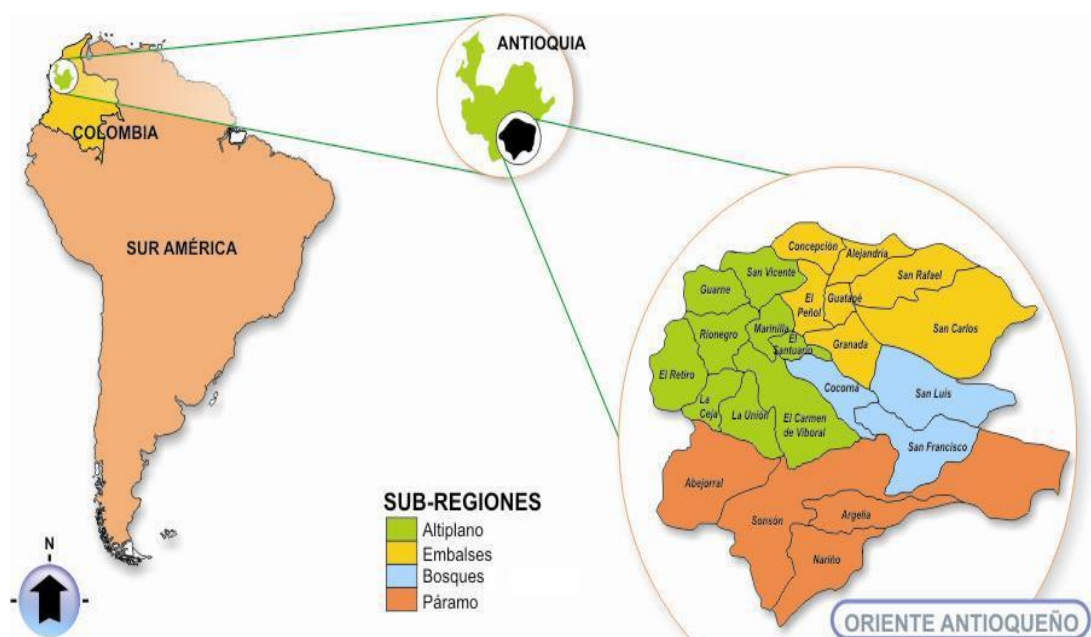 ANTIOQUIA
COLOMBIA
SUR AMÉRICA
Concepción
Alejandría
San Vicente
San Rafael
Guarne
El
Peñol
Guatapé
San Carlos
Rionegro
Marinilla
El
Santuario
Granada
El Retiro
Cocorná
San Luis
La
Ceja
La Unión
El Carmen
de Viboral
San Francisco
Abejorral
Sonsón
Argelia
Nariño
SUB-REGIONES
Altiplano
Embalses
Bosques
Páramo
N
ORIENTE ANTIOQUEÑO